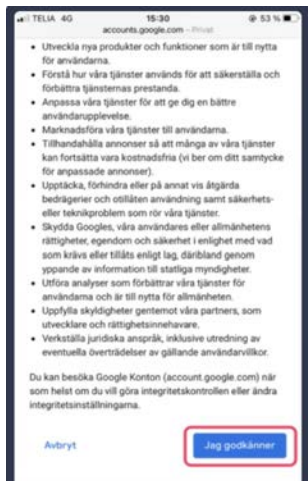 TELIA 4G 15:30 53 %
accounts.google.com – Privat
• Utveckla nya produkter och funktioner som är till nytta
för användarna.
• Förstå hur våra tjänster används för att säkerställa och
förbättra tjänsternas prestanda.
• Anpassa våra tjänster för att ge dig en bättre
användarupplevelse.
• Marknadsföra våra tjänster till användarna.
• Tillhandahålla annonser så att många av våra tjänster
kan fortsätta vara kostnadsfria (vi ber om ditt samtycke
för anpassade annonser).
• Upptäcka, förhindra eller på annat vis åtgärda
bedrägerier och otillåten användning samt säkerhets-
eller teknikproblem som rör våra tjänster.
• Skydda Googles, våra användares eller allmänhetens
rättigheter, egendom och säkerhet i enlighet med vad
som krävs eller tillåts enligt lag, däribland genom
yppande av information till statliga myndigheter.
• Utföra analyser som förbättrar våra tjänster för
användarna och är till nytta för allmänheten.
• Uppfylla skyldigheter gentemot våra partners, som
utvecklare och rättighetsinnehavare.
• Verkställa juridiska anspråk, inklusive utredning av
eventuella överträdelser av gällande användarvillkor.
Du kan besöka Google Konton (account.google.com) när
som helst om du vill göra integritetskontrollen eller ändra
integritetsinställningarna.
Avbryt Jag godkänner